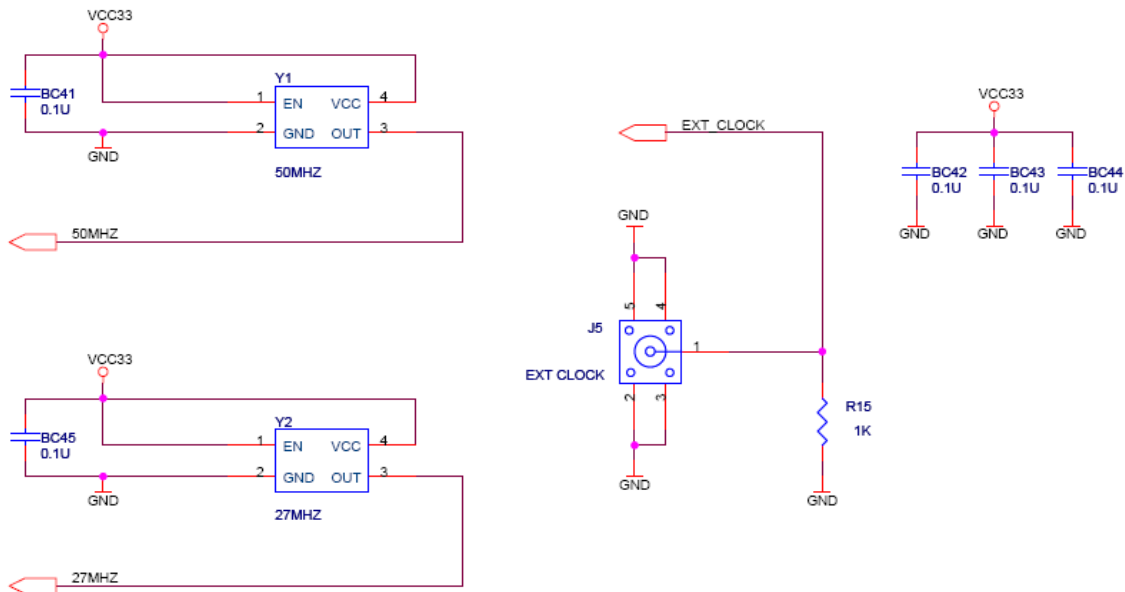 VCC33
BC41
0.1U
GND
Y1
1 EN VCC 4
2 GND OUT 3
50MHZ
50MHZ
VCC33
BC45
0.1U
GND
Y2
1 EN VCC 4
2 GND OUT 3
27MHZ
27MHZ
EXT_CLOCK
GND
5 4
J5
1
EXT CLOCK
2 3
GND
R15
1K
GND
VCC33
BC42 BC43 BC44
0.1U 0.1U 0.1U
GND GND GND